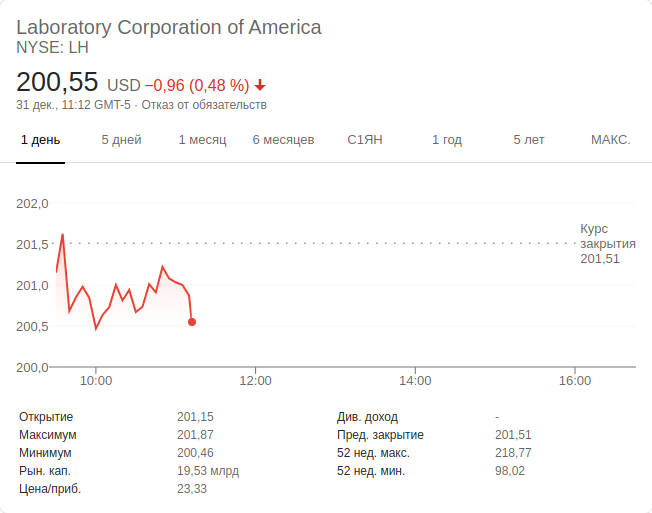 Laboratory Corporation of America
NYSE: LH
200,55 USD −0,96 (0,48 %)
31 дек., 11:12 GMT-5 · Отказ от обязательств
1 день 5 дней 1 месяц 6 месяцев С1ЯН 1 год 5 лет МАКС.
202,0
201,5
201,0
200,5
200,0
Курс
закрытия
201,51
10:00 12:00 14:00 16:00
Открытие 201,15 Див. доход -
Максимум 201,87 Пред. закрытие 201,51
Минимум 200,46 52 нед. макс. 218,77
Рын. кап. 19,53 млрд 52 нед. мин. 98,02
Цена/приб. 23,33